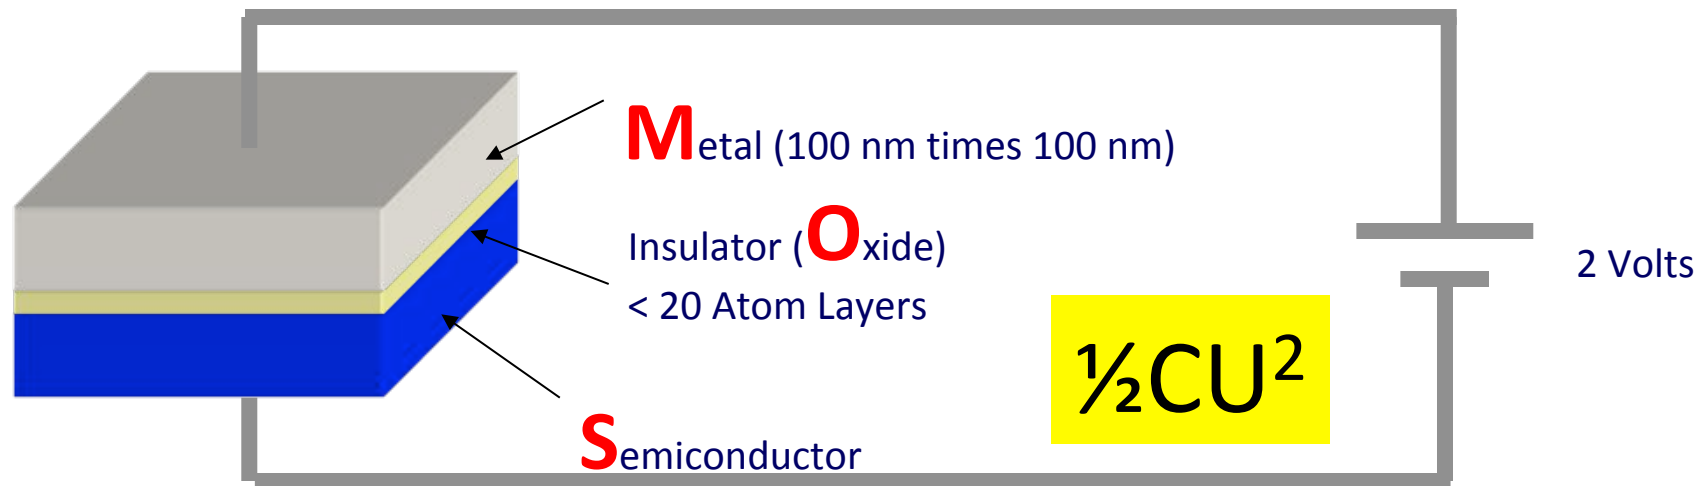 Metal (100 nm times 100 nm)
Insulator (Oxide)
< 20 Atom Layers
2 Volts
½CU²
Semiconductor